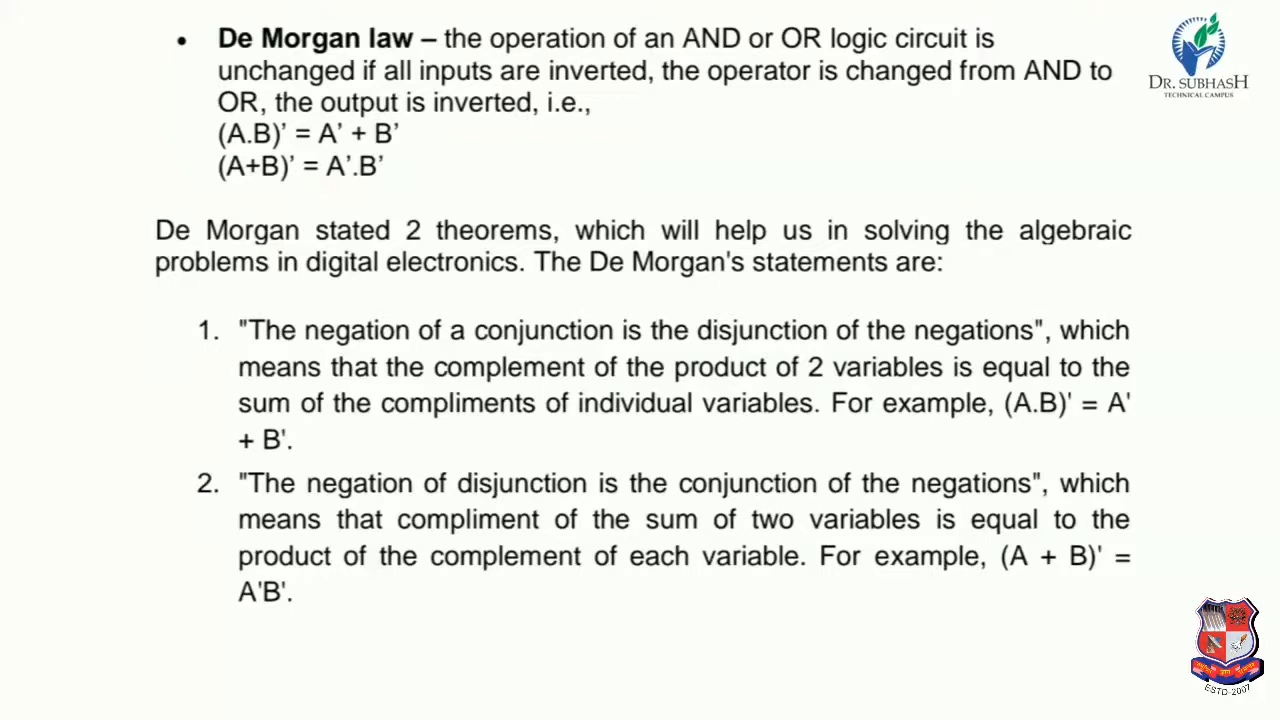 • De Morgan law – the operation of an AND or OR logic circuit is
unchanged if all inputs are inverted, the operator is changed from AND to
OR, the output is inverted, i.e.,
(A.B)’ = A’ + B’
(A+B)’ = A’.B’
De Morgan stated 2 theorems, which will help us in solving the algebraic
problems in digital electronics. The De Morgan's statements are:
1. "The negation of a conjunction is the disjunction of the negations", which
means that the complement of the product of 2 variables is equal to the
sum of the compliments of individual variables. For example, (A.B)' = A'
+ B'.
2. "The negation of disjunction is the conjunction of the negations", which
means that compliment of the sum of two variables is equal to the
product of the complement of each variable. For example, (A + B)' =
A'B'.
DR. SUBHASH
TECHNICAL CAMPUS
ESTD-2007